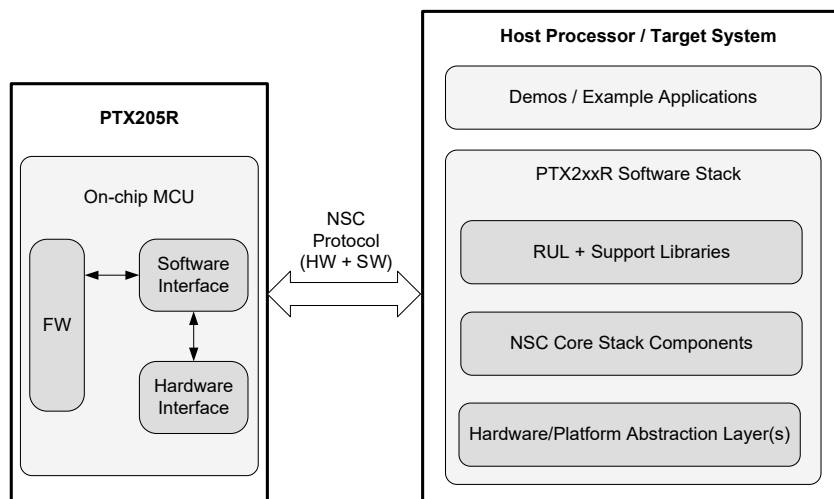 PTX205R
On-chip MCU
FW
Software
Interface
Hardware
Interface
NSC
Protocol
(HW + SW)
Host Processor / Target System
Demos / Example Applications
PTX2xxR Software Stack
RUL + Support Libraries
NSC Core Stack Components
Hardware/Platform Abstraction Layer(s)